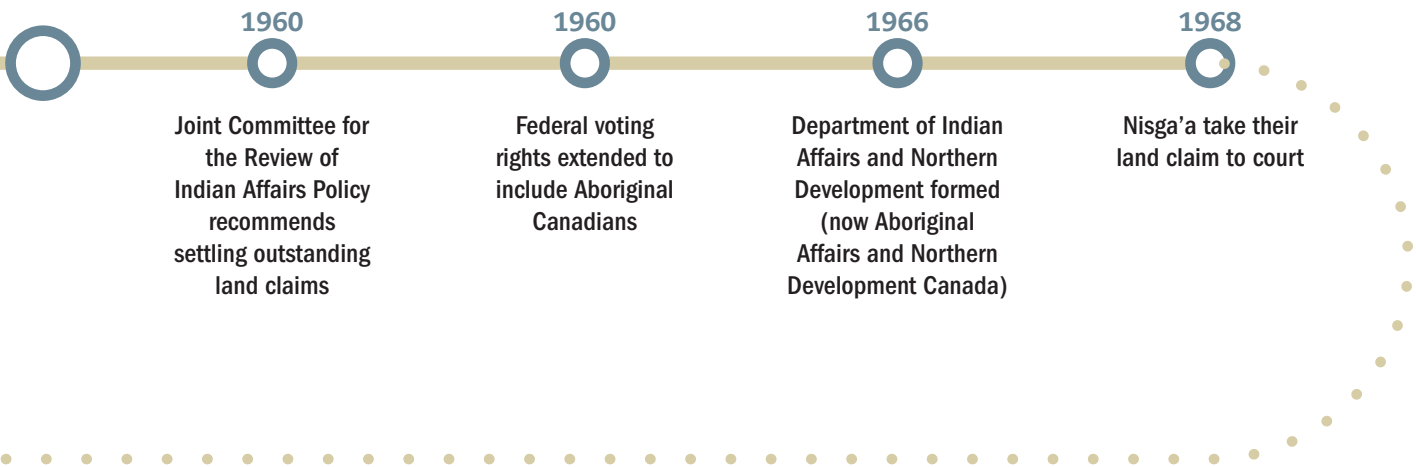 1960
Joint Committee for
the Review of
Indian Affairs Policy
recommends
settling outstanding
land claims
1960
Federal voting
rights extended to
include Aboriginal
Canadians
1966
Department of Indian
Affairs and Northern
Development formed
(now Aboriginal
Affairs and Northern
Development Canada)
1968
Nisga’a take their
land claim to court